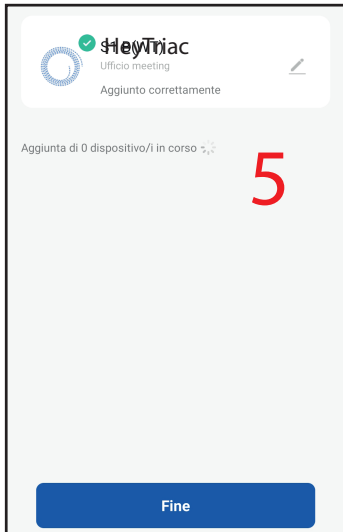 HeyTriac
Ufficio meeting
Aggiunto correttamente
Aggiunta di 0 dispositivo/i in corso
5
Fine